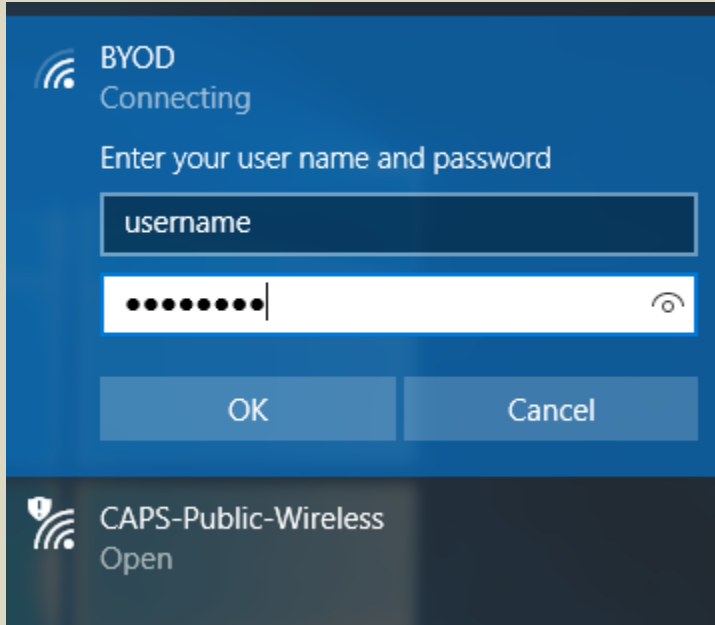 BYOD
Connecting
Enter your user name and password
username
••••••••
OK
Cancel
CAPS-Public-Wireless
Open